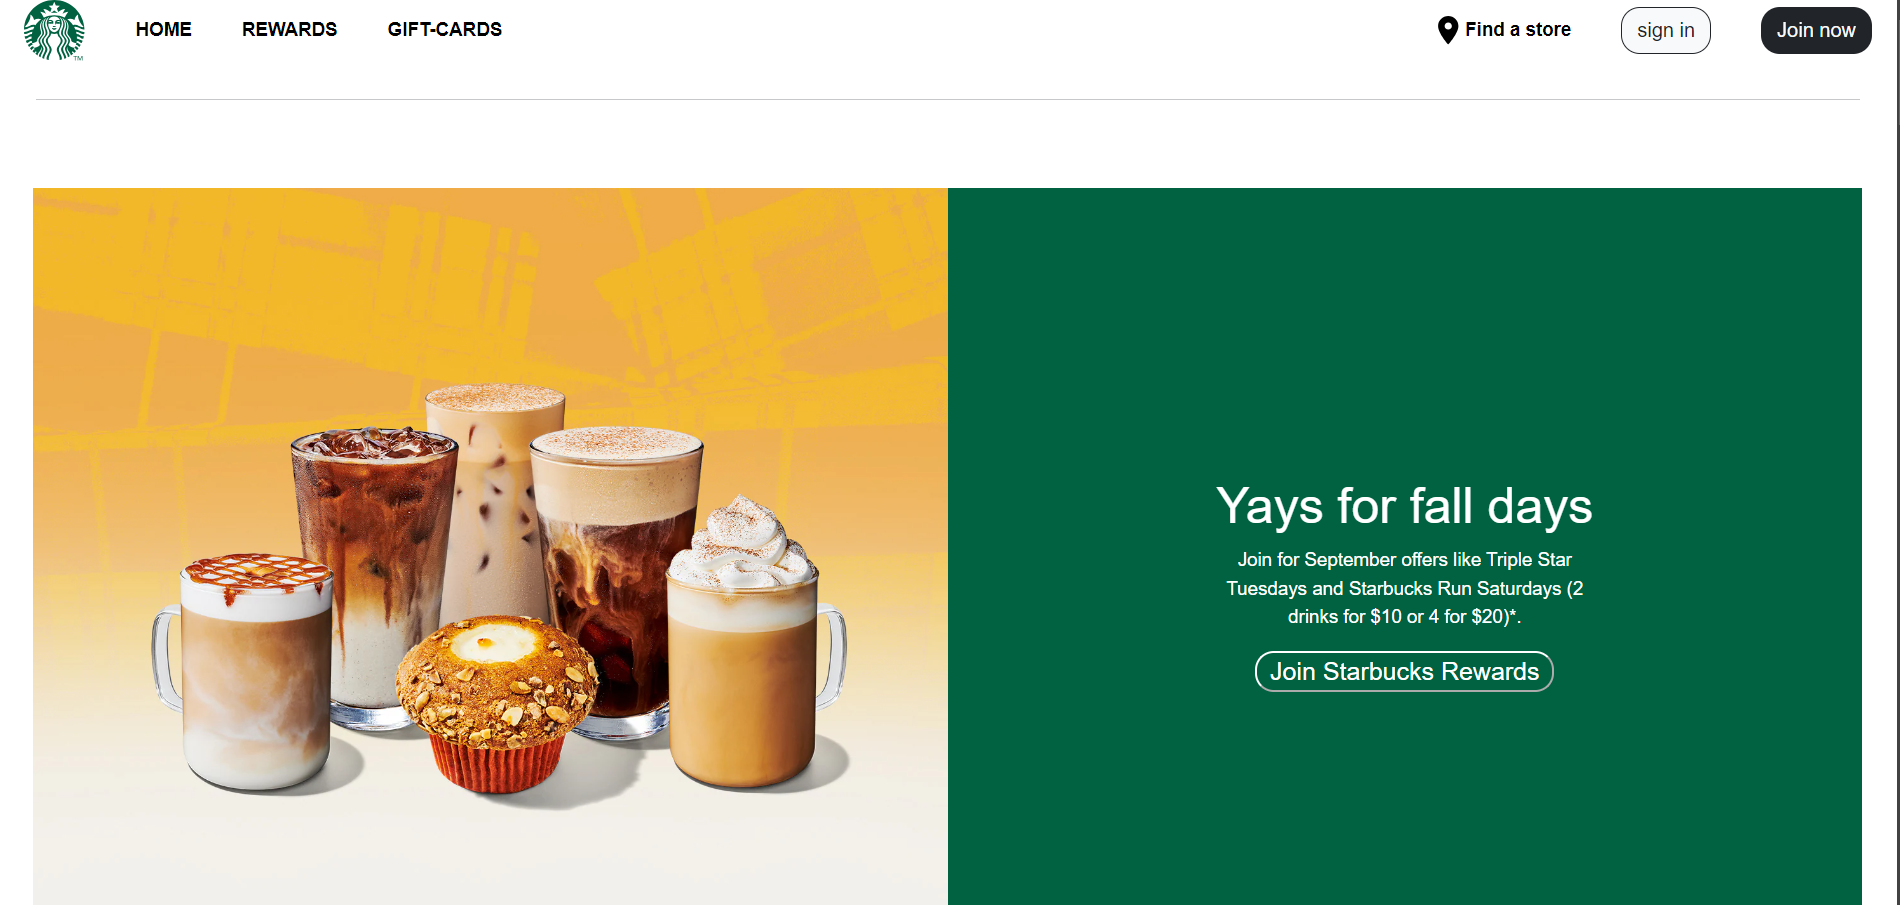 HOME REWARDS GIFT-CARDS Find a store sign in Join now
TM
Yays for fall days
Join for September offers like Triple Star
Tuesdays and Starbucks Run Saturdays (2
drinks for $10 or 4 for $20)*.
Join Starbucks Rewards